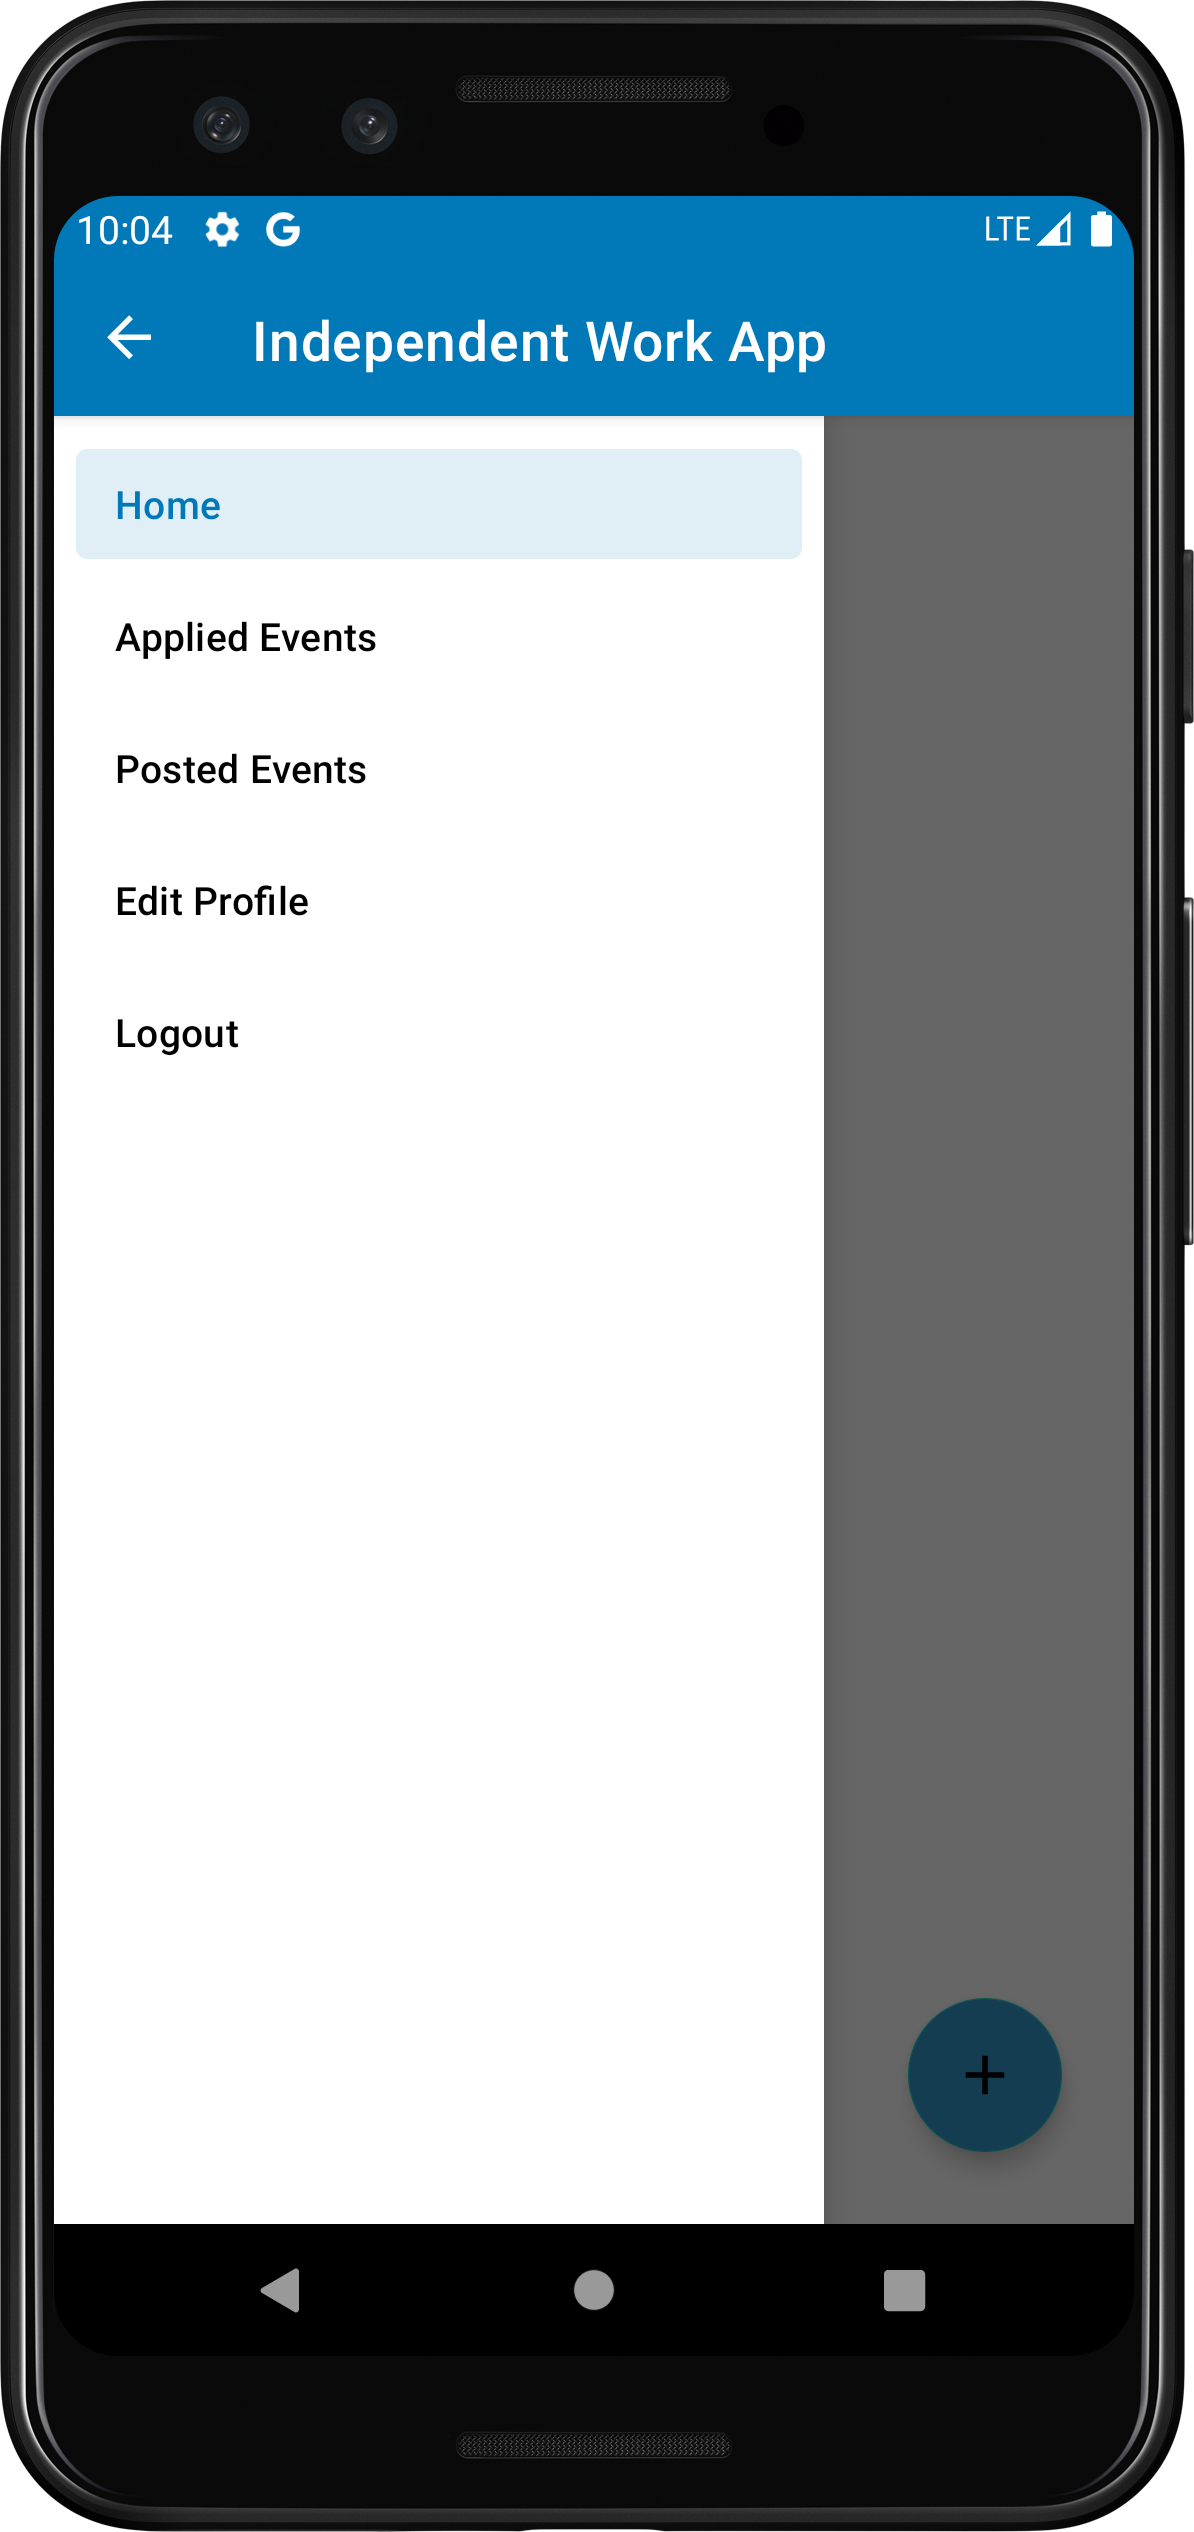 10:04 G LTE
Independent Work App
Home
Applied Events
Posted Events
Edit Profile
Logout
+